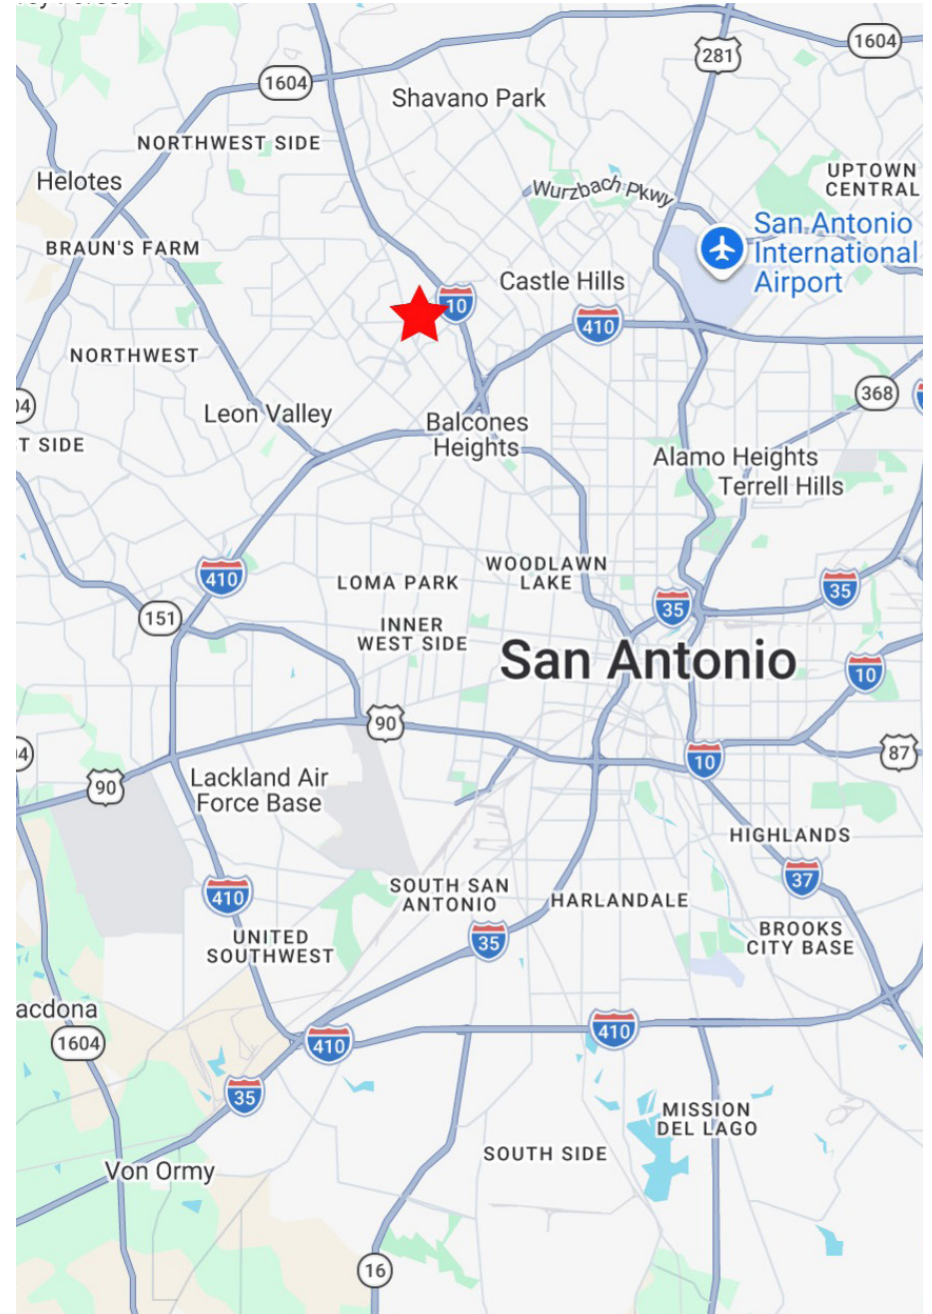 1604
281
1604
Shavano Park
NORTHWEST SIDE
Helotes
Wurzbach Pkwy
UPTOWN
CENTRAL
BRAUN'S FARM
San Antonio
International
Airport
Castle Hills
10
410
NORTHWEST
368
Leon Valley
Balcones
Heights
T SIDE
Alamo Heights
Terrell Hills
410
LOMA PARK
WOODLAWN
LAKE
35
35
151
INNER
WEST SIDE
San Antonio
10
90
10
87
90
Lackland Air
Force Base
HIGHLANDS
37
410
SOUTH SAN
ANTONIO
HARLANDALE
35
UNITED
SOUTHWEST
BROOKS
CITY BASE
acdona
1604
410
410
35
MISSION
DEL LAGO
SOUTH SIDE
Von Ormy
16